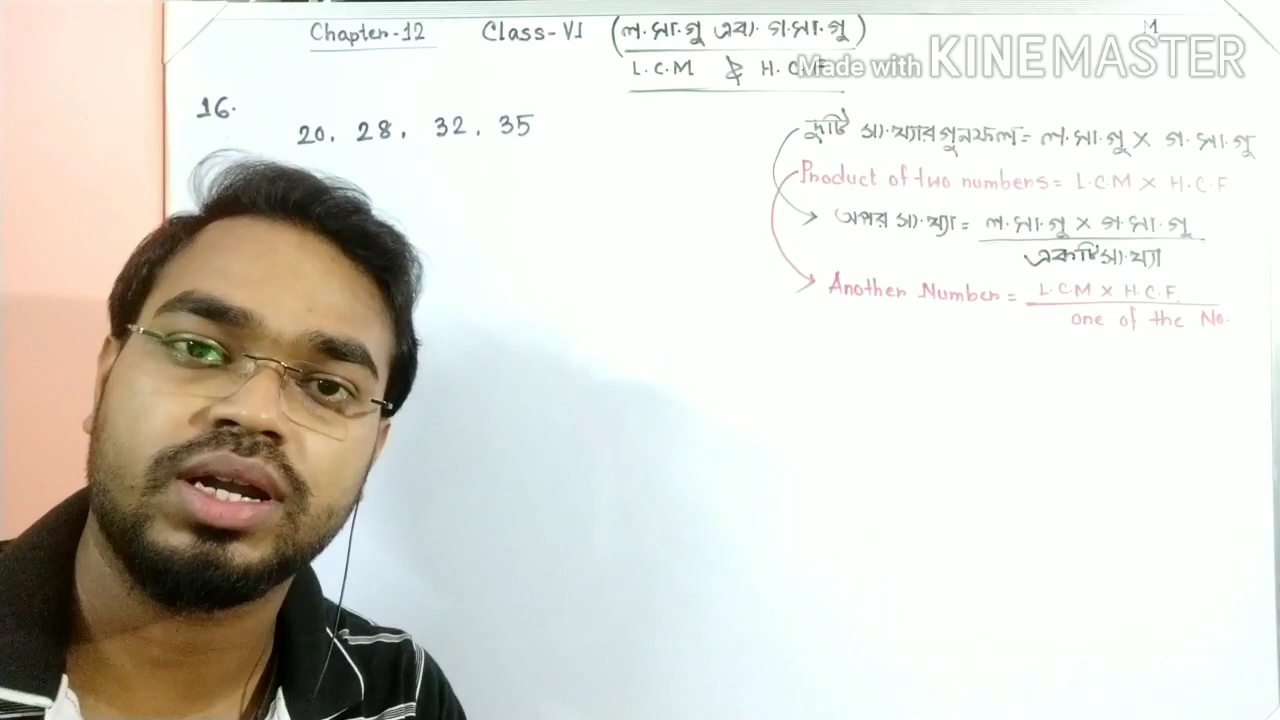 Chapter-12 Class-VI (ল.সা.গু এবং গ.সা.গু)
L.C.M & H.C.F
M
Made with KINEMASTER
16.
20, 28, 32, 35
দুটি সংখ্যার গুনফল = ল.সা.গু × গ.সা.গু
Product of two numbers = L.C.M × H.C.F
অপর সংখ্যা = ল.সা.গু × গ.সা.গু
একটি সংখ্যা
Another Number = L.C.M × H.C.F.
one of the No.